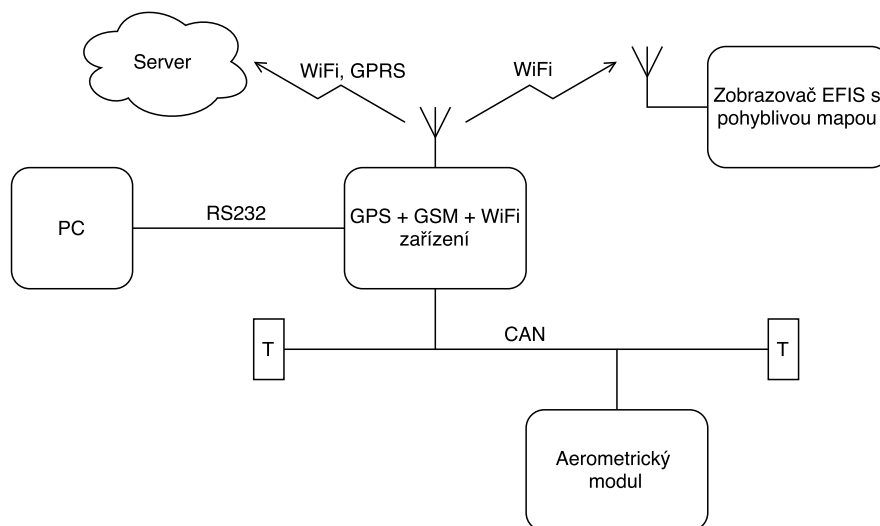 Server
WiFi, GPRS
WiFi
Zobrazovač EFIS s
pohyblivou mapou
PC
RS232
GPS + GSM + WiFi
zařízení
T
CAN
T
Aerometrický
modul